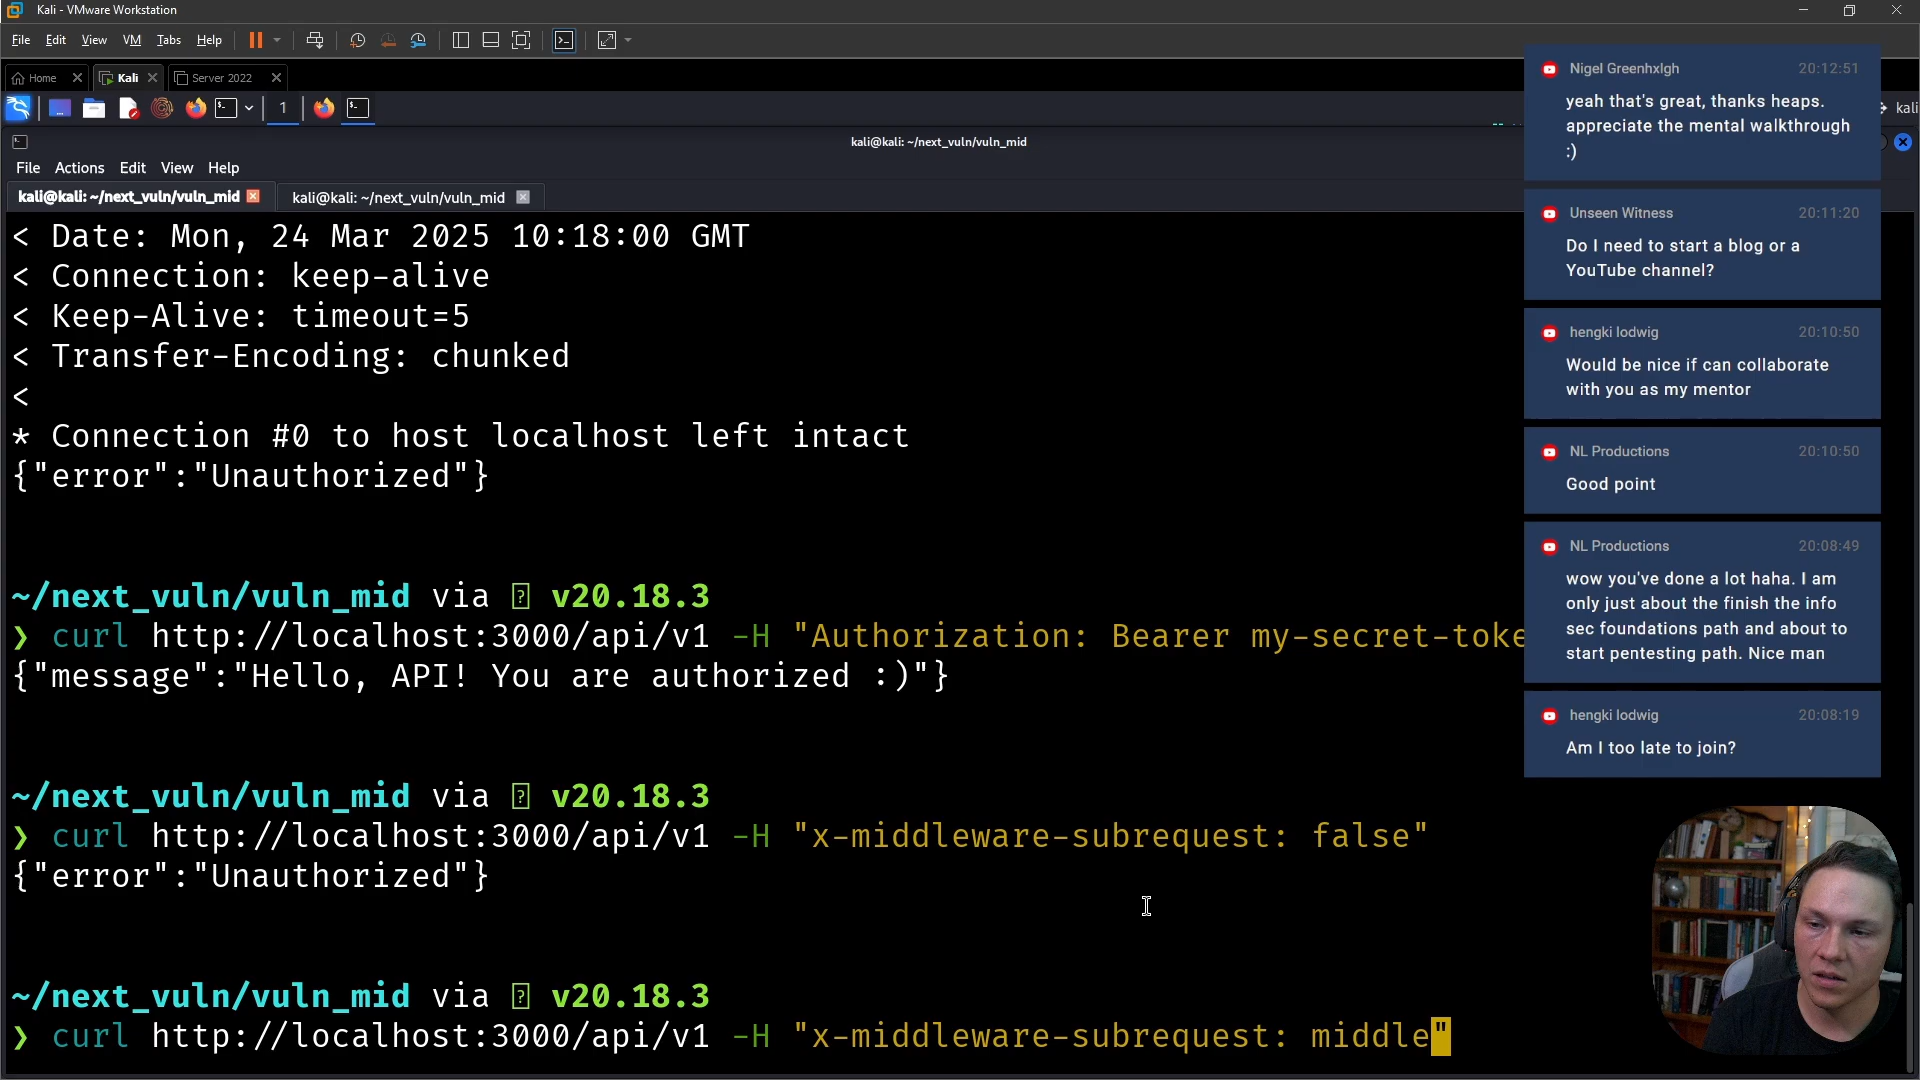 Kali - VMware Workstation
File Edit View VM Tabs Help
Home Kali Server 2022
1
kali
kali@kali: ~/next_vuln/vuln_mid
File Actions Edit View Help
kali@kali: ~/next_vuln/vuln_mid kali@kali: ~/next_vuln/vuln_mid
< Date: Mon, 24 Mar 2025 10:18:00 GMT
< Connection: keep-alive
< Keep-Alive: timeout=5
< Transfer-Encoding: chunked
<
* Connection #0 to host localhost left intact
{"error":"Unauthorized"}
~/next_vuln/vuln_mid via v20.18.3
❯ curl http://localhost:3000/api/v1 -H "Authorization: Bearer my-secret-toke
{"message":"Hello, API! You are authorized :)"}
~/next_vuln/vuln_mid via v20.18.3
❯ curl http://localhost:3000/api/v1 -H "x-middleware-subrequest: false"
{"error":"Unauthorized"}
~/next_vuln/vuln_mid via v20.18.3
❯ curl http://localhost:3000/api/v1 -H "x-middleware-subrequest: middle"
Nigel Greenhxlgh 20:12:51
yeah that's great, thanks heaps.
appreciate the mental walkthrough
:)
Unseen Witness 20:11:20
Do I need to start a blog or a
YouTube channel?
hengki lodwig 20:10:50
Would be nice if can collaborate
with you as my mentor
NL Productions 20:10:50
Good point
NL Productions 20:08:49
wow you've done a lot haha. I am
only just about the finish the info
sec foundations path and about to
start pentesting path. Nice man
hengki lodwig 20:08:19
Am I too late to join?